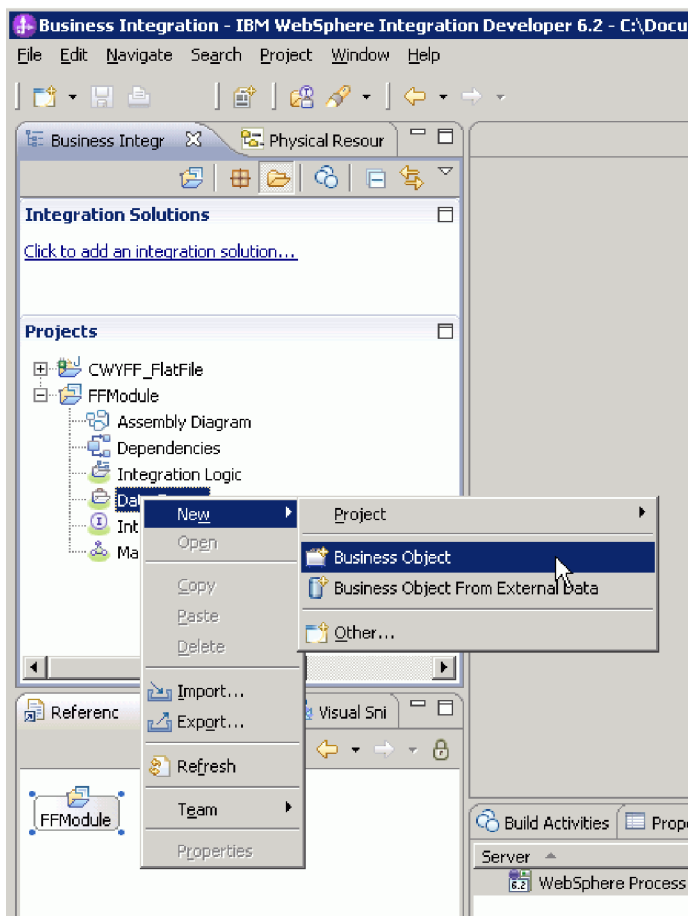 Business Integration - IBM WebSphere Integration Developer 6.2 - C:\Docu
File Edit Navigate Search Project Window Help
Business Integr Physical Resour
Integration Solutions
Click to add an integration solution...
Projects
CWYFF_FlatFile
FFModule
Assembly Diagram
Dependencies
Integration Logic
New Project
Open Business Object
Copy Business Object From External Data
Paste
Delete Other...
Import...
Referenc Visual Sni
Export...
Refresh
Team
FFModule
Build Activities
Properties
Server
6.2 WebSphere Process